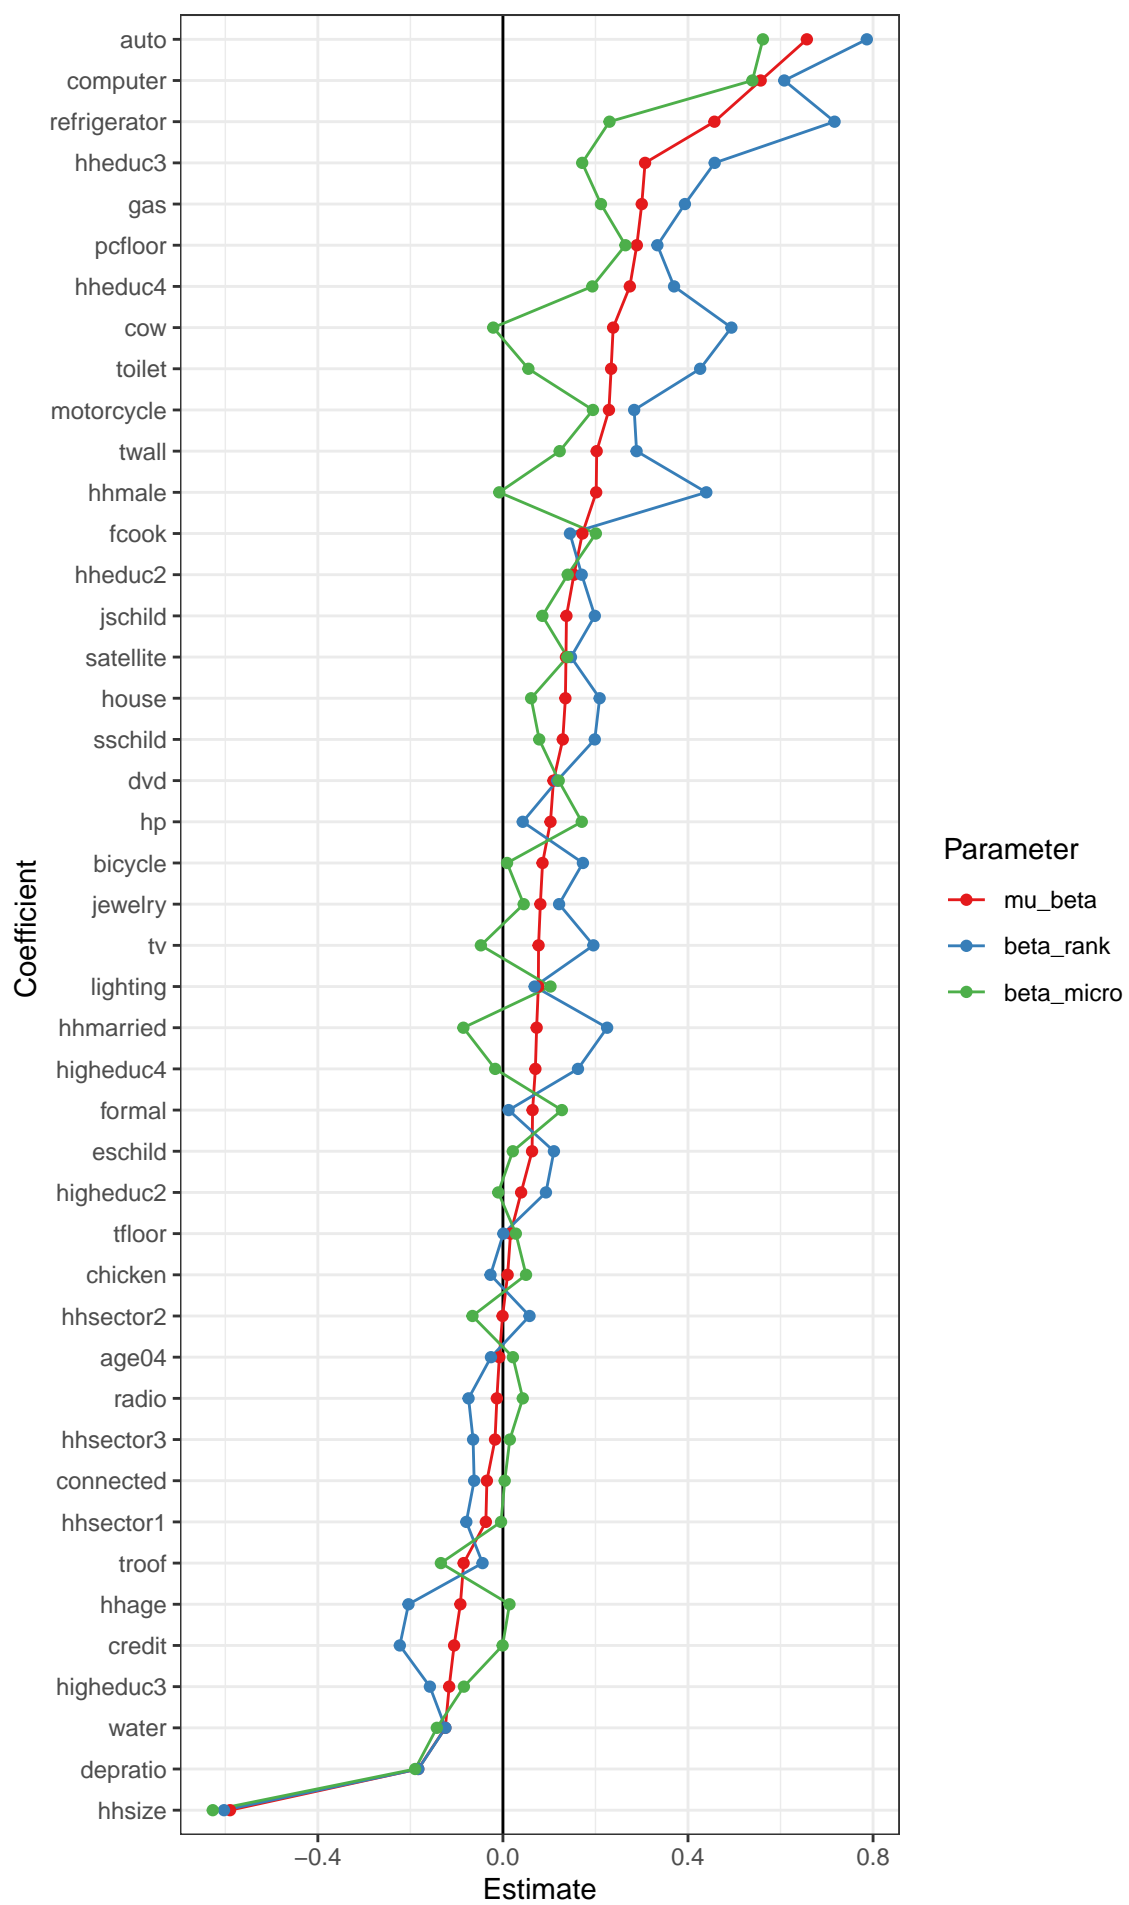 auto
computer
refrigerator
hheduc3
gas
pcfloor
hheduc4
cow
toilet
motorcycle
twall
hhmale
fcook
hheduc2
jschild
satellite
house
sschild
dvd
hp
bicycle
jewelry
tv
lighting
hhmarried
higheduc4
formal
eschild
higheduc2
tfloor
chicken
hhsector2
age04
radio
hhsector3
connected
hhsector1
troof
hhage
credit
higheduc3
water
depratio
hhsize
Coefficient
−0.4 0.0 0.4 0.8
Estimate
Parameter
mu_beta
beta_rank
beta_micro